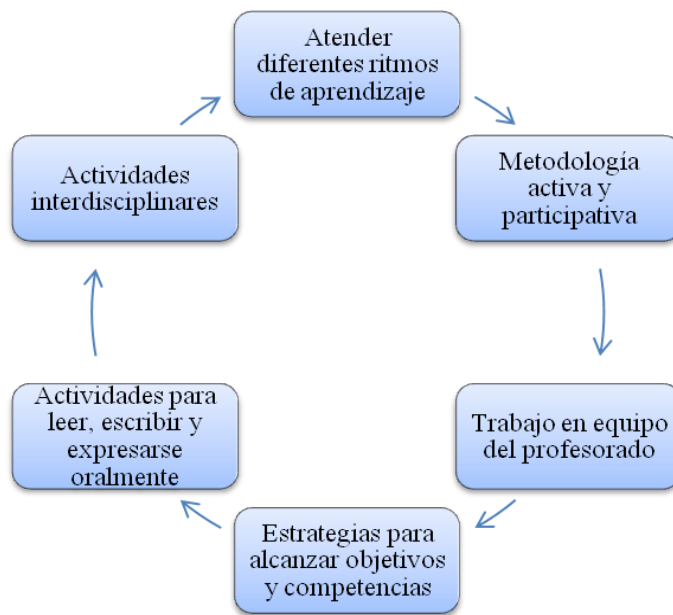 Atender
diferentes ritmos
de aprendizaje
Metodología
activa y
participativa
Trabajo en equipo
del profesorado
Estrategias para
alcanzar objetivos
y competencias
Actividades para
leer, escribir y
expresarse
oralmente
Actividades
interdisciplinares